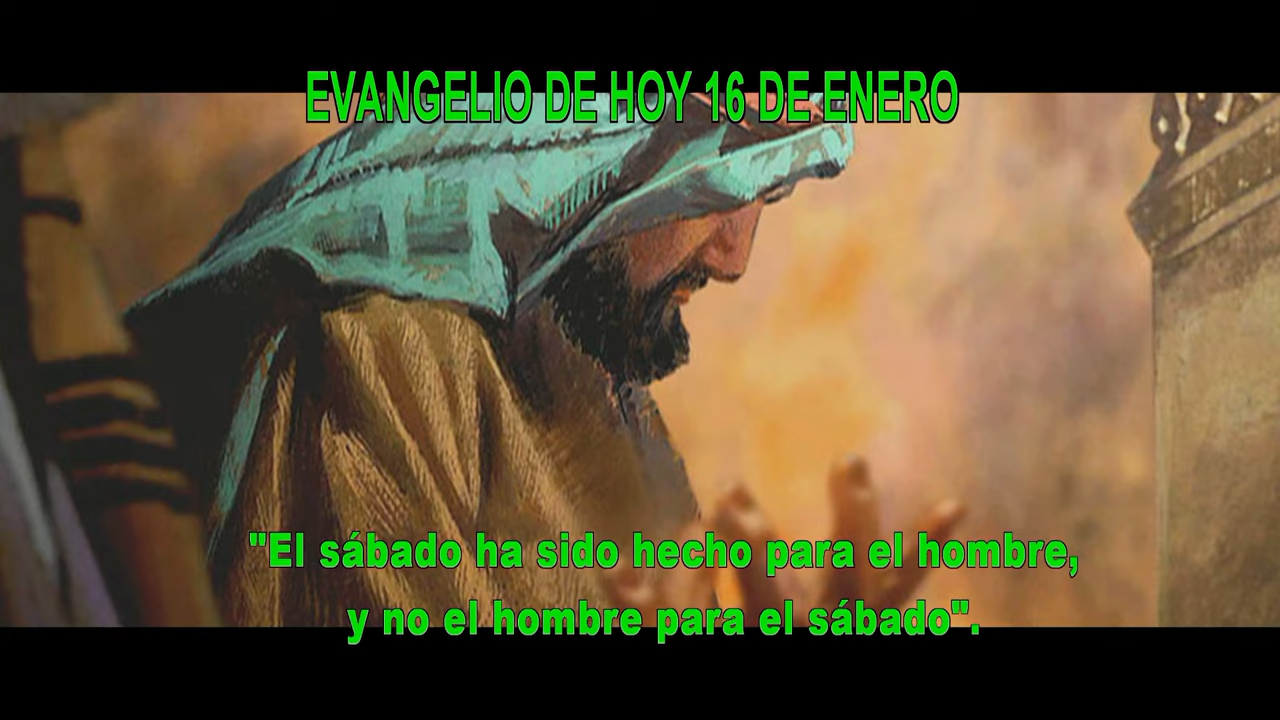 EVANGELIO DE HOY 16 DE ENERO
"El sábado ha sido hecho para el hombre,
y no el hombre para el sábado".